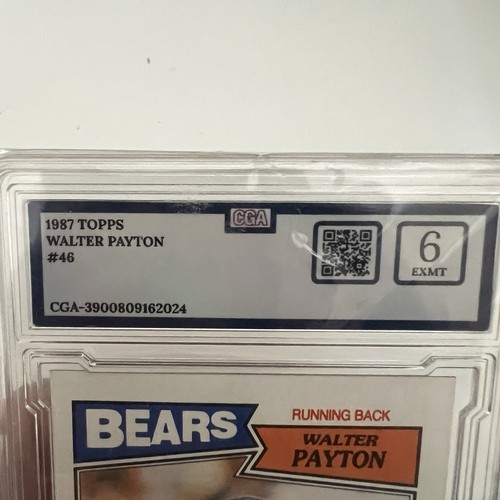 CGA
1987 TOPPS
WALTER PAYTON
#46
CGA-3900809162024
6
EXMT
BEARS
RUNNING BACK
WALTER
PAYTON